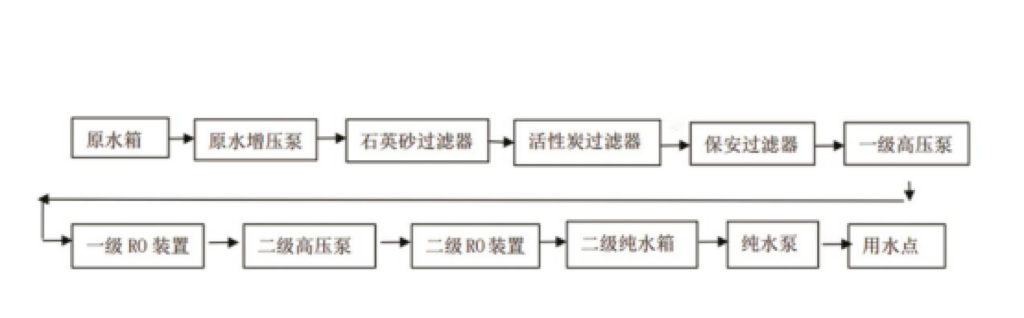 原水箱
原水增压泵
石英砂过滤器
活性炭过滤器
保安过滤器
一级高压泵
一级 RO 装置
二级高压泵
二级 RO 装置
二级纯水箱
纯水泵
用水点